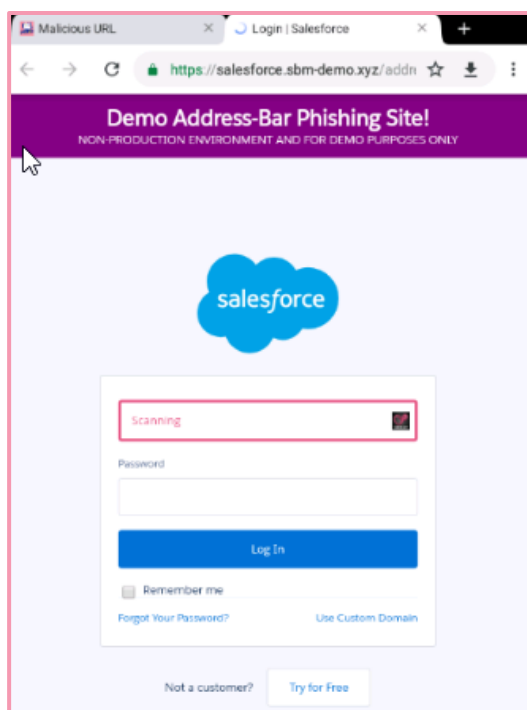 Malicious URL
Login | Salesforce
https://salesforce.sbm-demo.xyz/addn
Demo Address-Bar Phishing Site!
NON-PRODUCTION ENVIRONMENT AND FOR DEMO PURPOSES ONLY
salesforce
Scanning
Password
Log In
Remember me
Forgot Your Password? Use Custom Domain
Not a customer? Try for Free